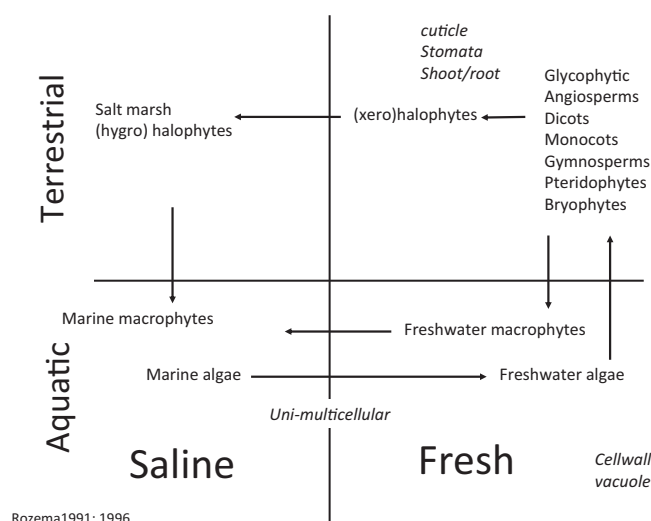 cuticle
Stomata
Shoot/root
Glycophytic
Angiosperms
Dicots
Monocots
Gymnosperms
Pteridophytes
Bryophytes
Salt marsh
(hygro) halophytes
(xero)halophytes
Terrestrial
Marine macrophytes
Freshwater macrophytes
Marine algae
Freshwater algae
Aquatic
Uni-multicellular
Saline
Fresh
Cellwall
vacuole
Rozema1991; 1996